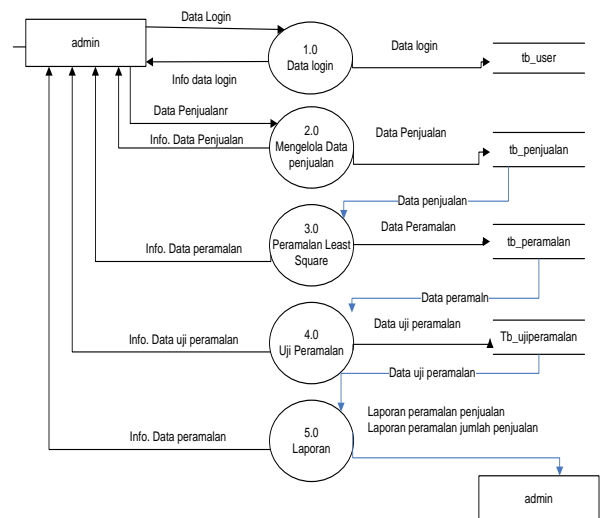 Data Login
admin
1.0
Data login
Data login
tb_user
Info data login
Data Penjualanr
Info. Data Penjualan
2.0
Mengelola Data
penjualan
Data Penjualan
tb_penjualan
Data penjualan
3.0
Peramalan Least
Square
Data Peramalan
tb_peramalan
Info. Data peramalan
Data peramaln
4.0
Uji Peramalan
Data uji peramalan
Tb_ujiperamalan
Info. Data uji peramalan
Data uji peramalan
Laporan peramalan penjualan
Laporan peramalan jumlah penjualan
5.0
Laporan
Info. Data peramalan
admin